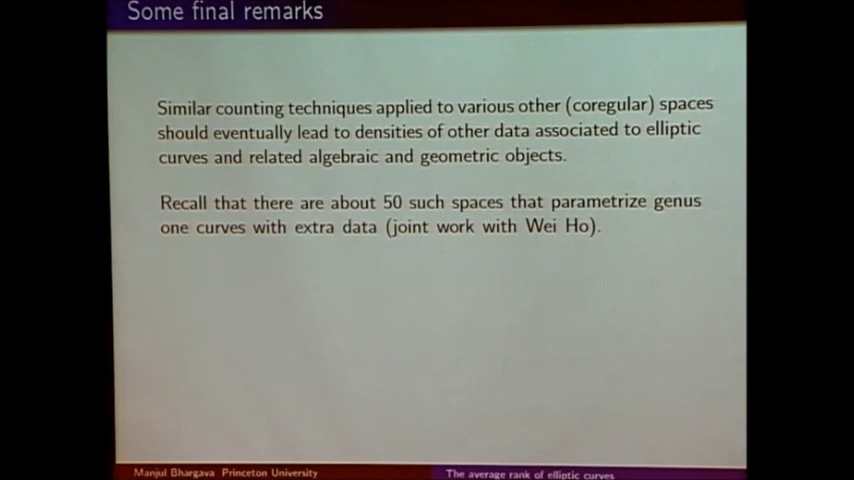 Some final remarks
Similar counting techniques applied to various other (coregular) spaces
should eventually lead to densities of other data associated to elliptic
curves and related algebraic and geometric objects.
Recall that there are about 50 such spaces that parametrize genus
one curves with extra data (joint work with Wei Ho).
Manjul Bhargava Princeton University
The average rank of elliptic curves